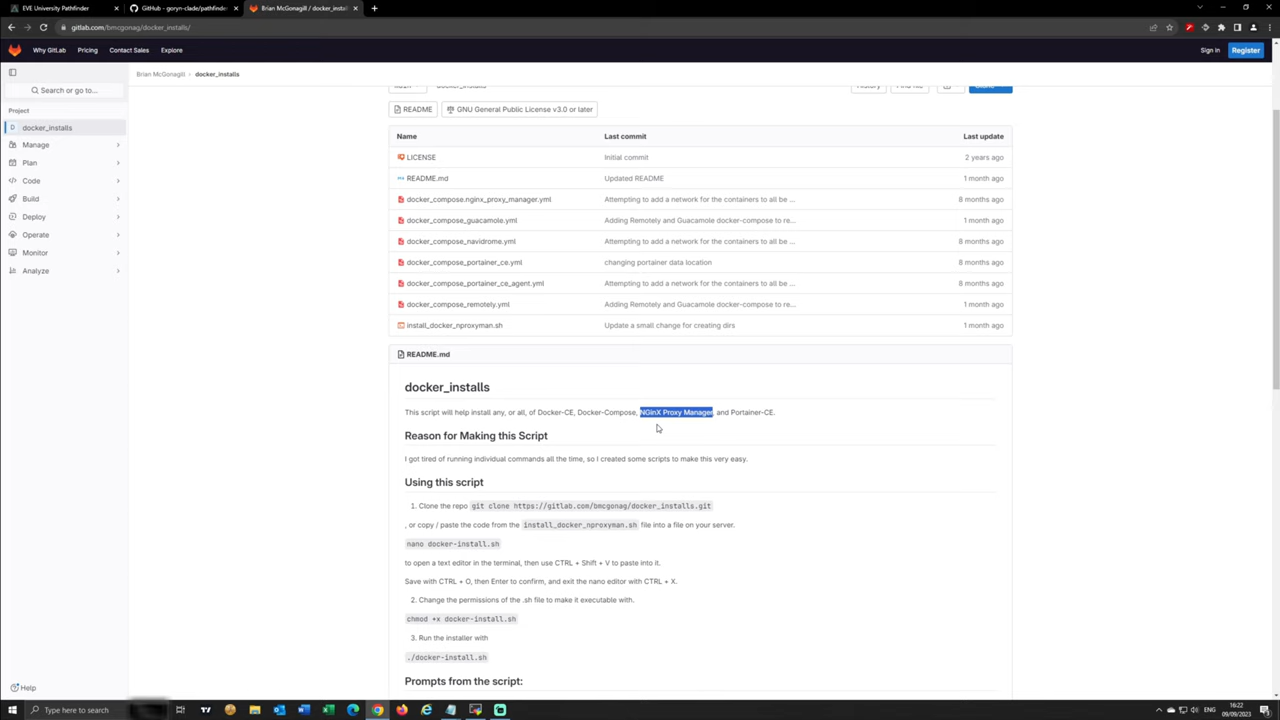 EVE University Pathfinder
GitHub - goryn-clade/pathfinder
Brian McGonagill / docker_insta
gitlab.com/bmcgonag/docker_installs/
Why GitLab
Pricing
Contact Sales
Explore
Sign in
Register
Brian McGonagill
docker_installs
Search or go to...
Project
D docker_installs
Manage
Plan
Code
Build
Deploy
Operate
Monitor
Analyze
Help
README
GNU General Public License v3.0 or later
Name Last commit Last update
LICENSE Initial commit 2 years ago
README.md Updated README 1 month ago
docker_compose.nginx_proxy_manager.yml Attempting to add a network for the containers to all be ... 8 months ago
docker_compose_guacamole.yml Adding Remotely and Guacamole docker-compose to re... 1 month ago
docker_compose_navidrome.yml Attempting to add a network for the containers to all be ... 8 months ago
docker_compose_portainer_ce.yml changing portainer data location 8 months ago
docker_compose_portainer_ce_agent.yml Attempting to add a network for the containers to all be ... 8 months ago
docker_compose_remotely.yml Adding Remotely and Guacamole docker-compose to re... 1 month ago
install_docker_nproxyman.sh Update a small change for creating dirs 1 month ago
README.md
docker_installs
This script will help install any, or all, of Docker-CE, Docker-Compose, NGinX Proxy Manager, and Portainer-CE.
Reason for Making this Script
I got tired of running individual commands all the time, so I created some scripts to make this very easy.
Using this script
1. Clone the repo git clone https://gitlab.com/bmcgonag/docker_installs.git
, or copy / paste the code from the install_docker_nproxyman.sh file into a file on your server.
nano docker-install.sh
to open a text editor in the terminal, then use CTRL + Shift + V to paste into it.
Save with CTRL + O, then Enter to confirm, and exit the nano editor with CTRL + X.
2. Change the permissions of the .sh file to make it executable with.
chmod +x docker-install.sh
3. Run the installer with
./docker-install.sh
Prompts from the script:
Type here to search
ENG
16:22
09/09/2023